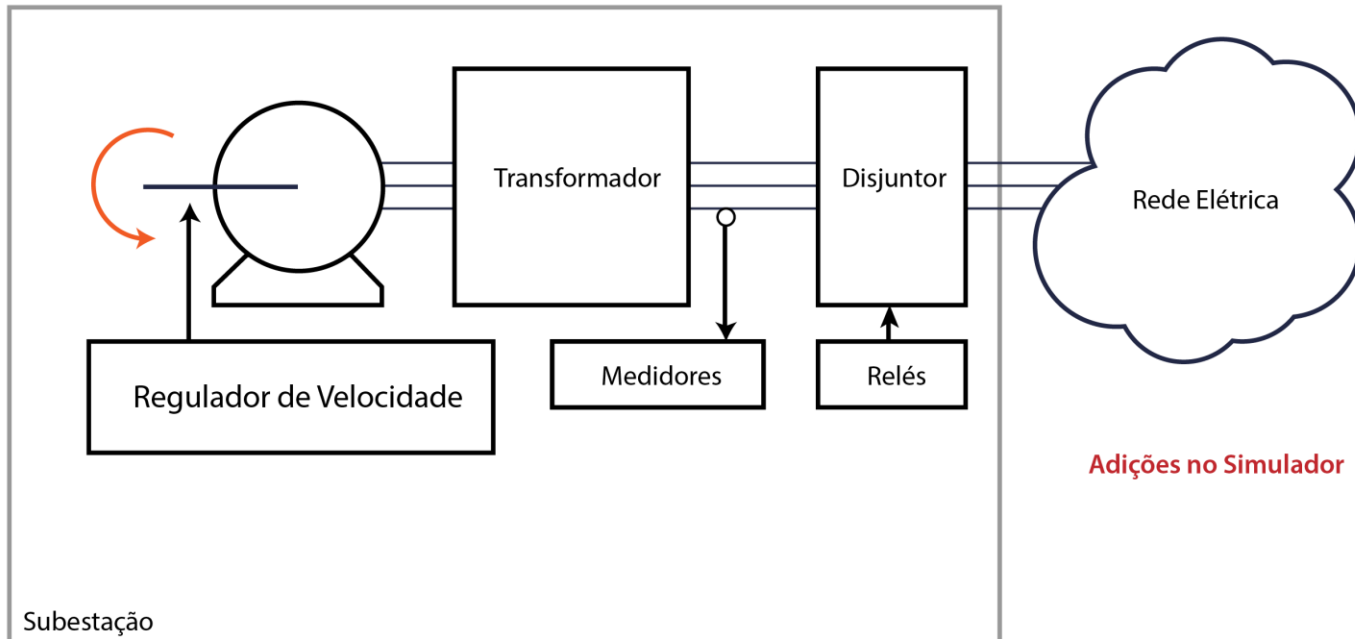 Transformador
Disjuntor
Rede Elétrica
Regulador de Velocidade
Medidores
Relés
Adições no Simulador
Subestação